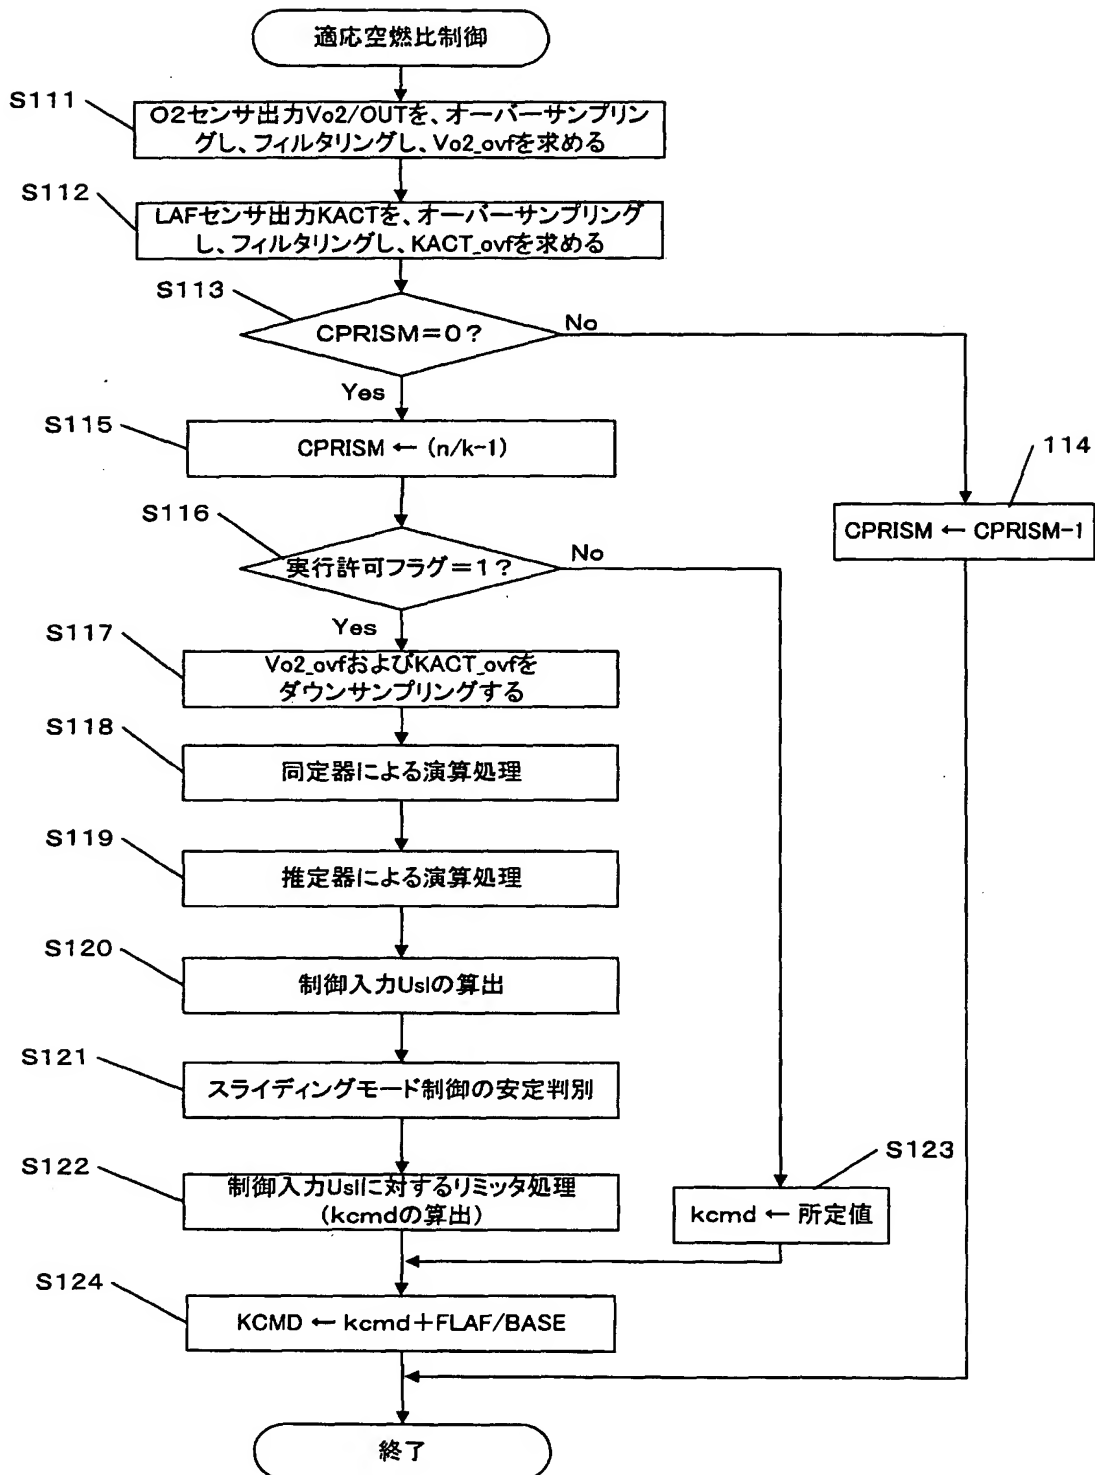 適応空燃比制御
S111
O2センサ出力Vo2/OUTを、オーバーサンプリン
グし、フィルタリングし、Vo2_ovfを求める
S112
LAFセンサ出力KACTを、オーバーサンプリング
し、フィルタリングし、KACT_ovfを求める
S113
CPRISM=0?
No
Yes
S115
CPRISM ← (n/k-1)
114
CPRISM ← CPRISM-1
S116
実行許可フラグ=1?
No
Yes
S117
Vo2_ovfおよびKACT_ovfを
ダウンサンプリングする
S118
同定器による演算処理
S119
推定器による演算処理
S120
制御入力Uslの算出
S121
スライディングモード制御の安定判別
S122
制御入力Uslに対するリミッタ処理
(kcmdの算出)
S123
kcmd ← 所定値
S124
KCMD ← kcmd+FLAF/BASE
終了